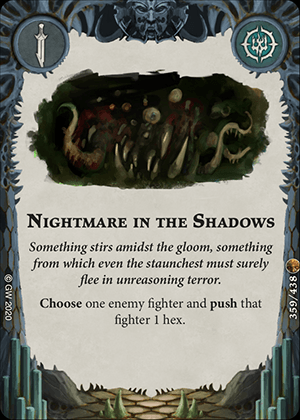 Nightmare in the Shadows
Something stirs amidst the gloom, something
from which even the staunchest must surely
flee in unreasoning terror.
Choose one enemy fighter and push that
fighter 1 hex.
© GW 2020
359/438